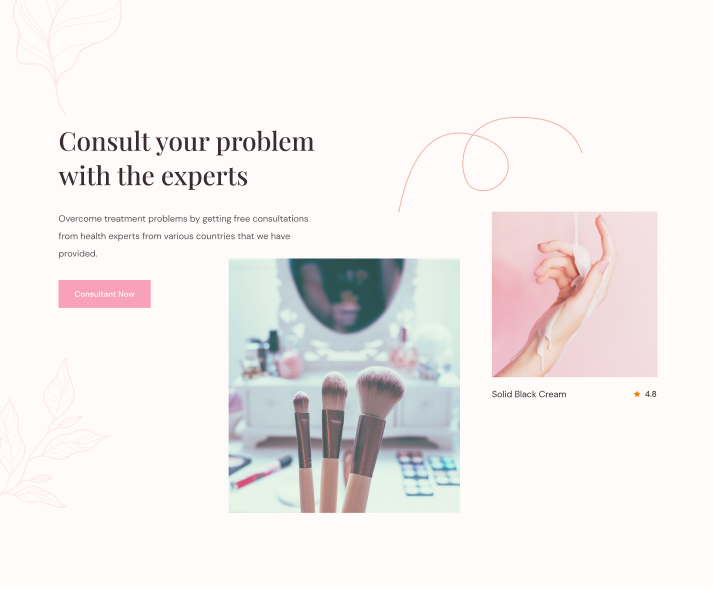 Consult your problem
with the experts
Overcome treatment problems by getting free consultations
from health experts from various countries that we have
provided.
Consultant Now
Solid Black Cream
4.8